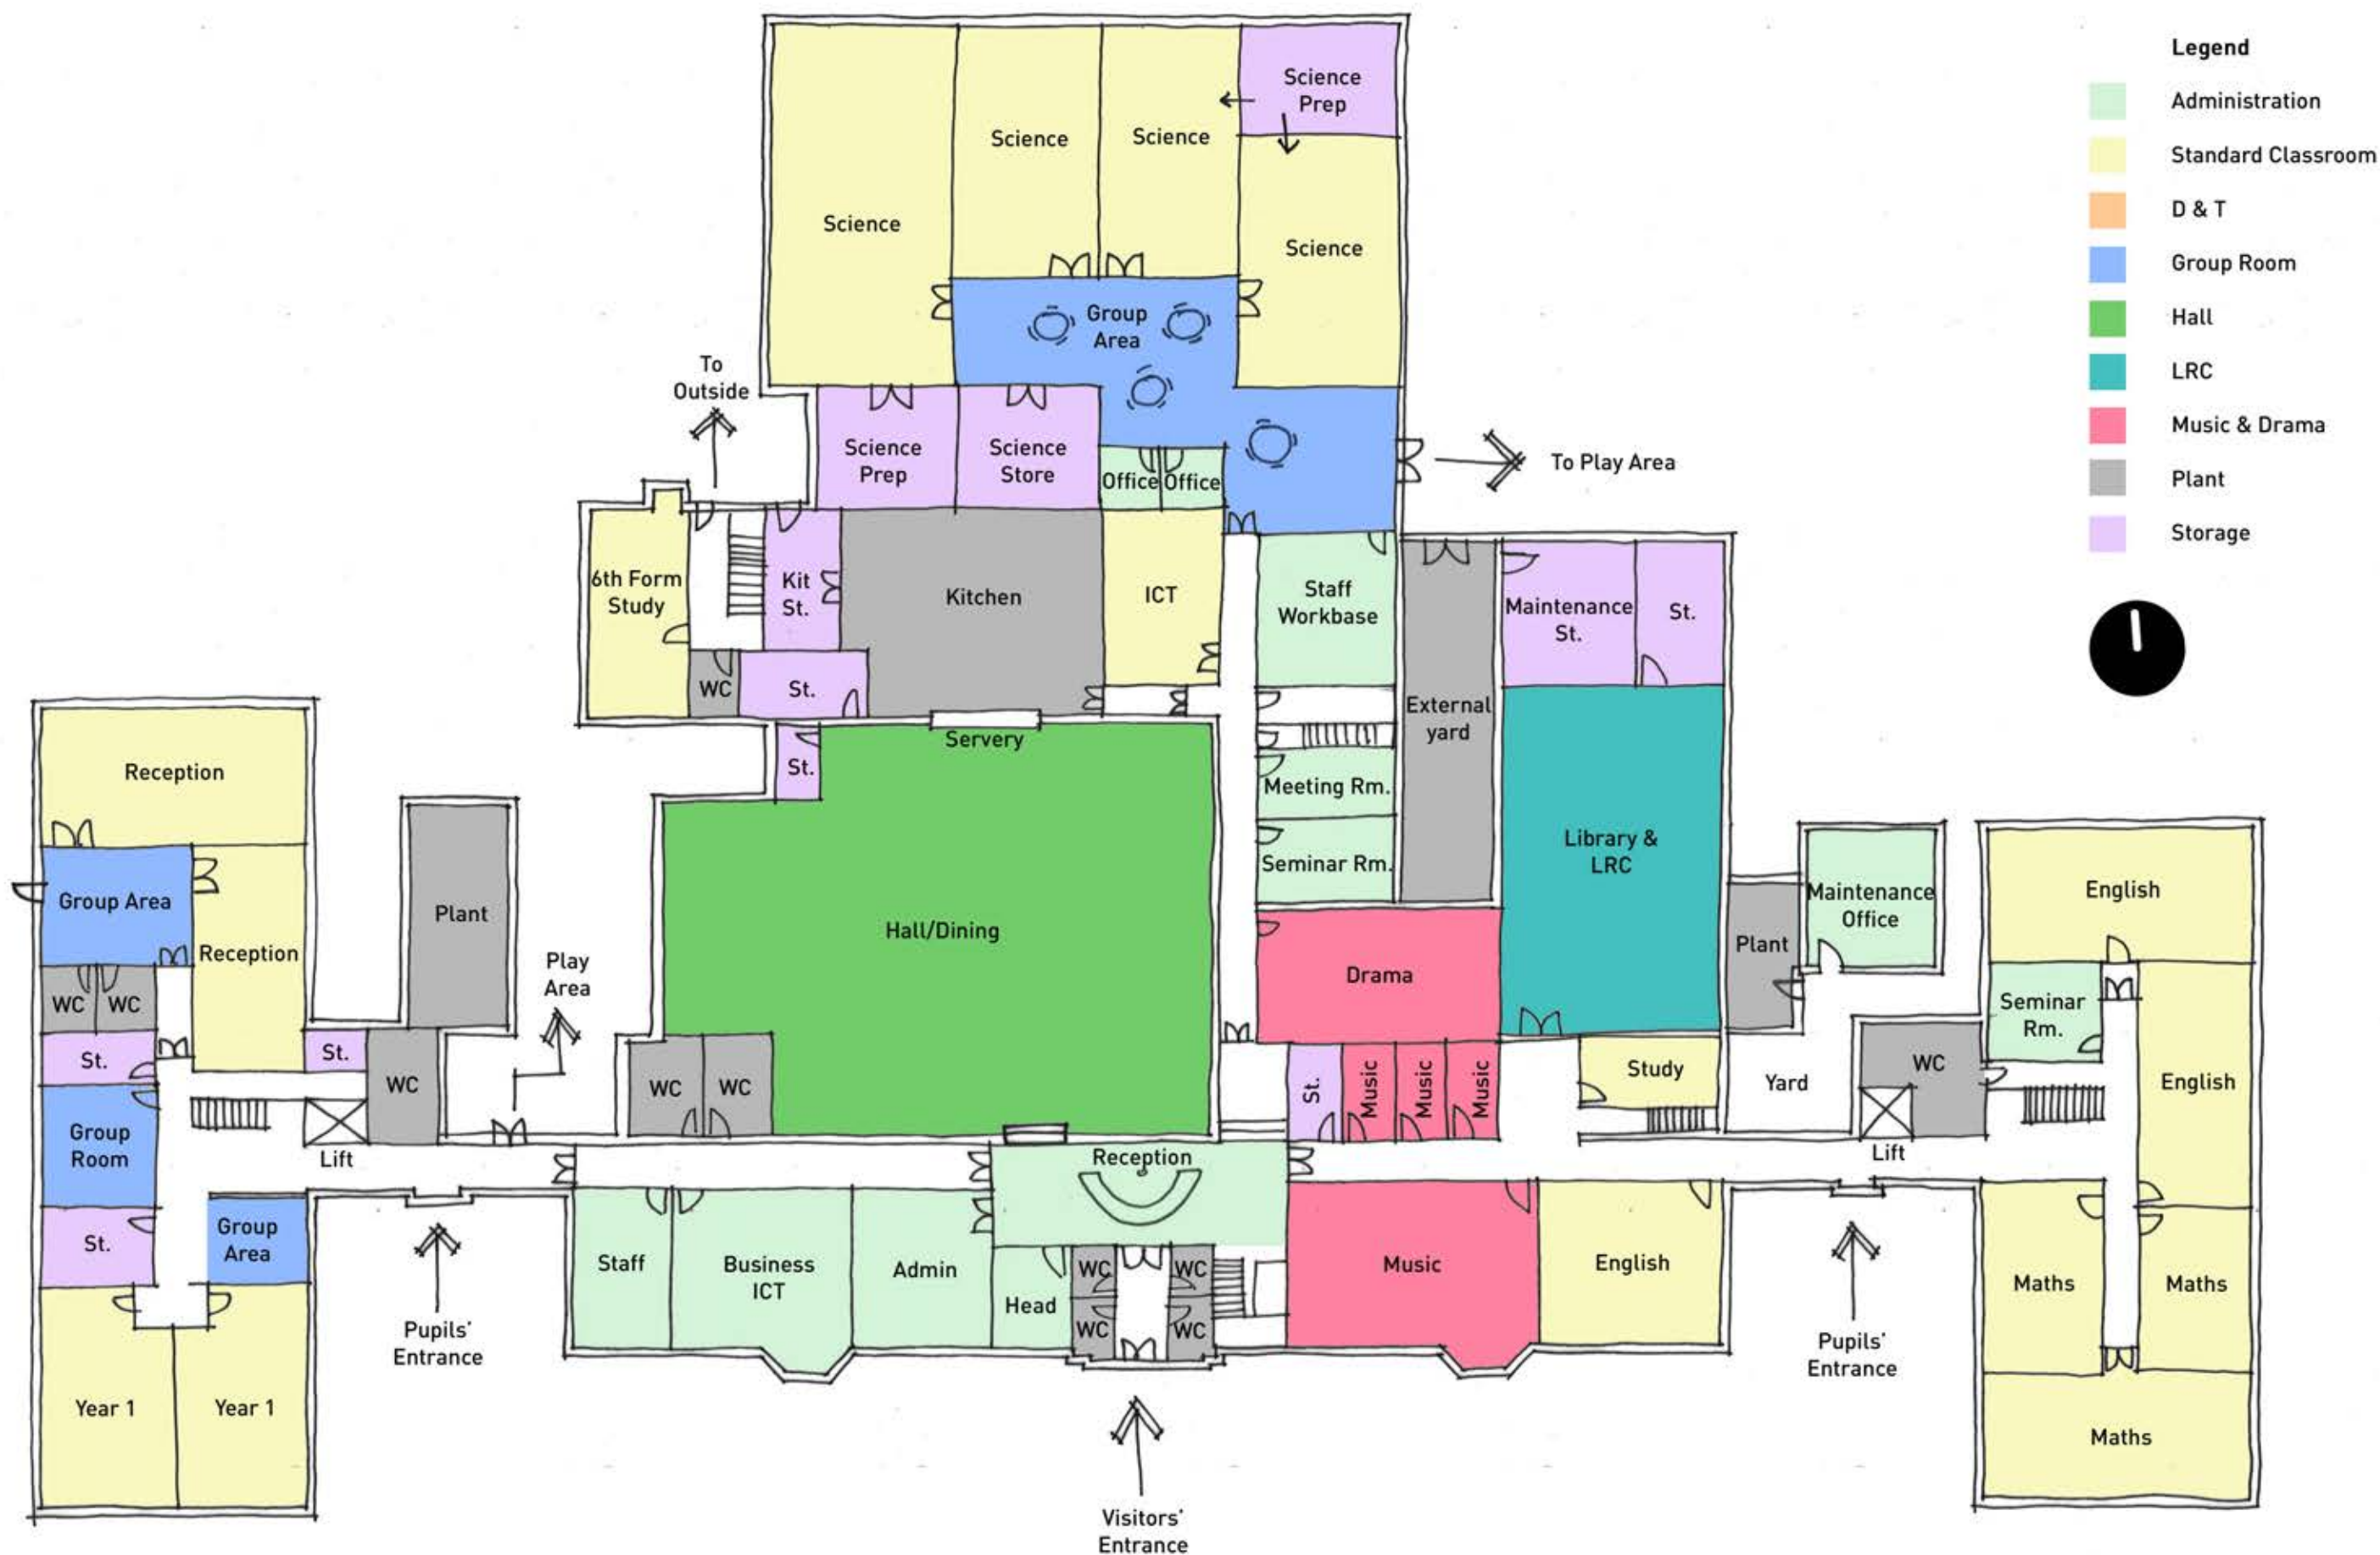 Legend
Administration
Standard Classroom
D & T
Group Room
Hall
LRC
Music & Drama
Plant
Storage
Science
Prep
Science
Science
Science
Science
Group
Area
To
Outside
Science
Prep
Science
Store
Office
Office
To Play Area
6th Form
Study
Kit
St.
Kitchen
ICT
Staff
Workbase
Maintenance
St.
St.
WC
St.
External
yard
Servery
St.
Meeting Rm.
Seminar Rm.
Library &
LRC
Reception
Group Area
Reception
Plant
Play
Area
Hall/Dining
Drama
Plant
Maintenance
Office
English
Seminar
Rm.
English
WC
WC
St.
St.
WC
WC
WC
St.
Music
Music
Music
Study
Yard
WC
Group
Room
Lift
Reception
Lift
St.
Group
Area
Staff
Business
ICT
Admin
Head
WC
WC
WC
WC
Music
English
Maths
Maths
Pupils'
Entrance
Pupils'
Entrance
Year 1
Year 1
Maths
Visitors'
Entrance